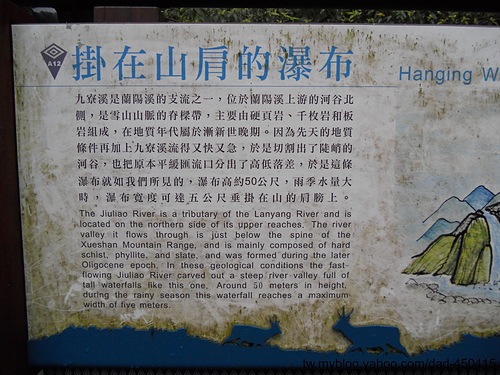 A12
掛在山肩的瀑布
Hanging W
九寮溪是蘭陽溪的支流之一，位於蘭陽溪上游的河谷北
側，是雪山山脈的脊樑帶，主要由硬頁岩、千枚岩和板
岩組成，在地質年代屬於漸新世晚期。因為先天的地質
條件再加上九寮溪流得又快又急，於是切割出了陡峭的
河谷，也把原本平緩匯流口分出了高低落差，於是這條
瀑布就如我們所見的，瀑布高約50公尺，雨季水量大
時，瀑布寬度可達五公尺垂掛在山的肩膀上。
The Jiuliao River is a tributary of the Lanyang River and is
located on the northern side of its upper reaches. The river
valley it flows through is just below the spine of the
Xueshan Mountain Range, and is mainly composed of hard
schist, phyllite, and slate, and was formed during the later
Oligocene epoch. In these geological conditions the fast-
flowing Jiuliao River carved out a steep river valley full of
tall waterfalls like this one. Around 50 meters in height,
during the rainy season this waterfall reaches a maximum
width of five meters.
tw.myblog.yahoo.com/dad-450415